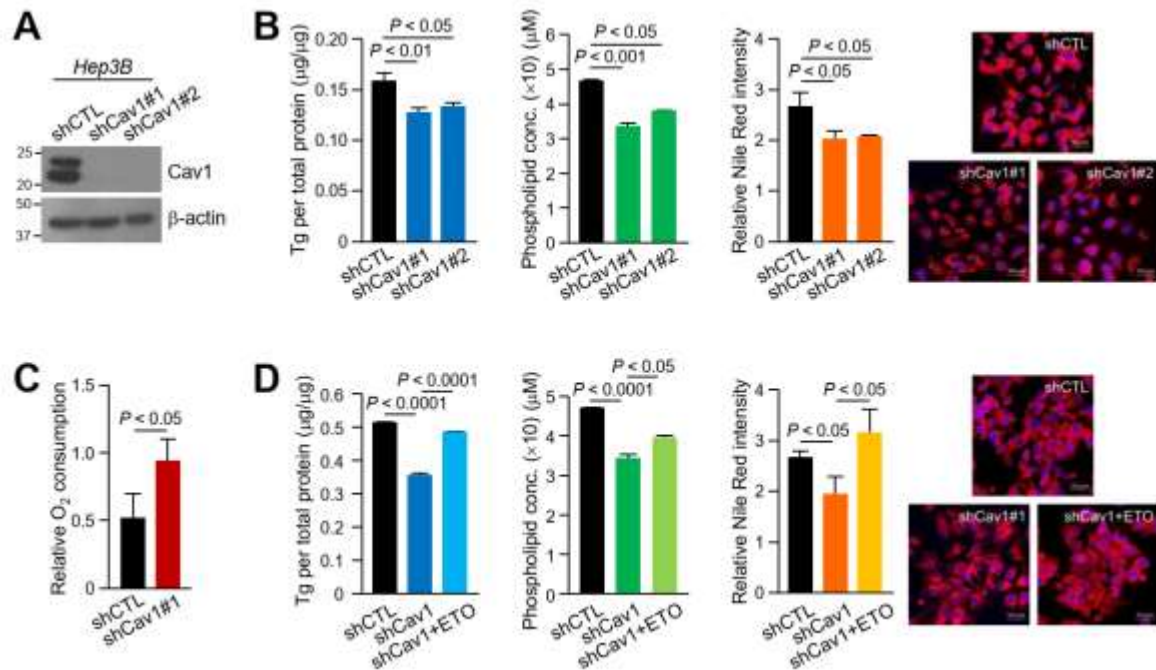 A
Hep3B
shCTL
shCav1#1
shCav1#2
25
20
Cav1
50
37
β-actin
B
Tg per total protein (μg/μg)
0.20
0.15
0.10
0.05
0
P < 0.05
P < 0.01
shCTL
shCav1#1
shCav1#2
Phospholipid conc. (×10) (μM)
6
5
4
3
2
1
0
P < 0.05
P < 0.001
shCTL
shCav1#1
shCav1#2
Relative Nile Red intensity
4
3
2
1
0
P < 0.05
P < 0.05
shCTL
shCav1#1
shCav1#2
shCTL
shCav1#1
shCav1#2
C
Relative O2 consumption
1.5
1.0
0.5
0
P < 0.05
shCTL
shCav1#1
D
Tg per total protein (μg/μg)
0.6
0.5
0.4
0.3
0.2
0.1
0
P < 0.0001
P < 0.0001
shCTL
shCav1
shCav1+ETO
Phospholipid conc. (×10) (μM)
5
4
3
2
1
0
P < 0.05
P < 0.0001
shCTL
shCav1
shCav1+ETO
Relative Nile Red intensity
4
3
2
1
0
P < 0.05
P < 0.05
shCTL
shCav1
shCav1+ETO
shCTL
shCav1#1
shCav1+ETO